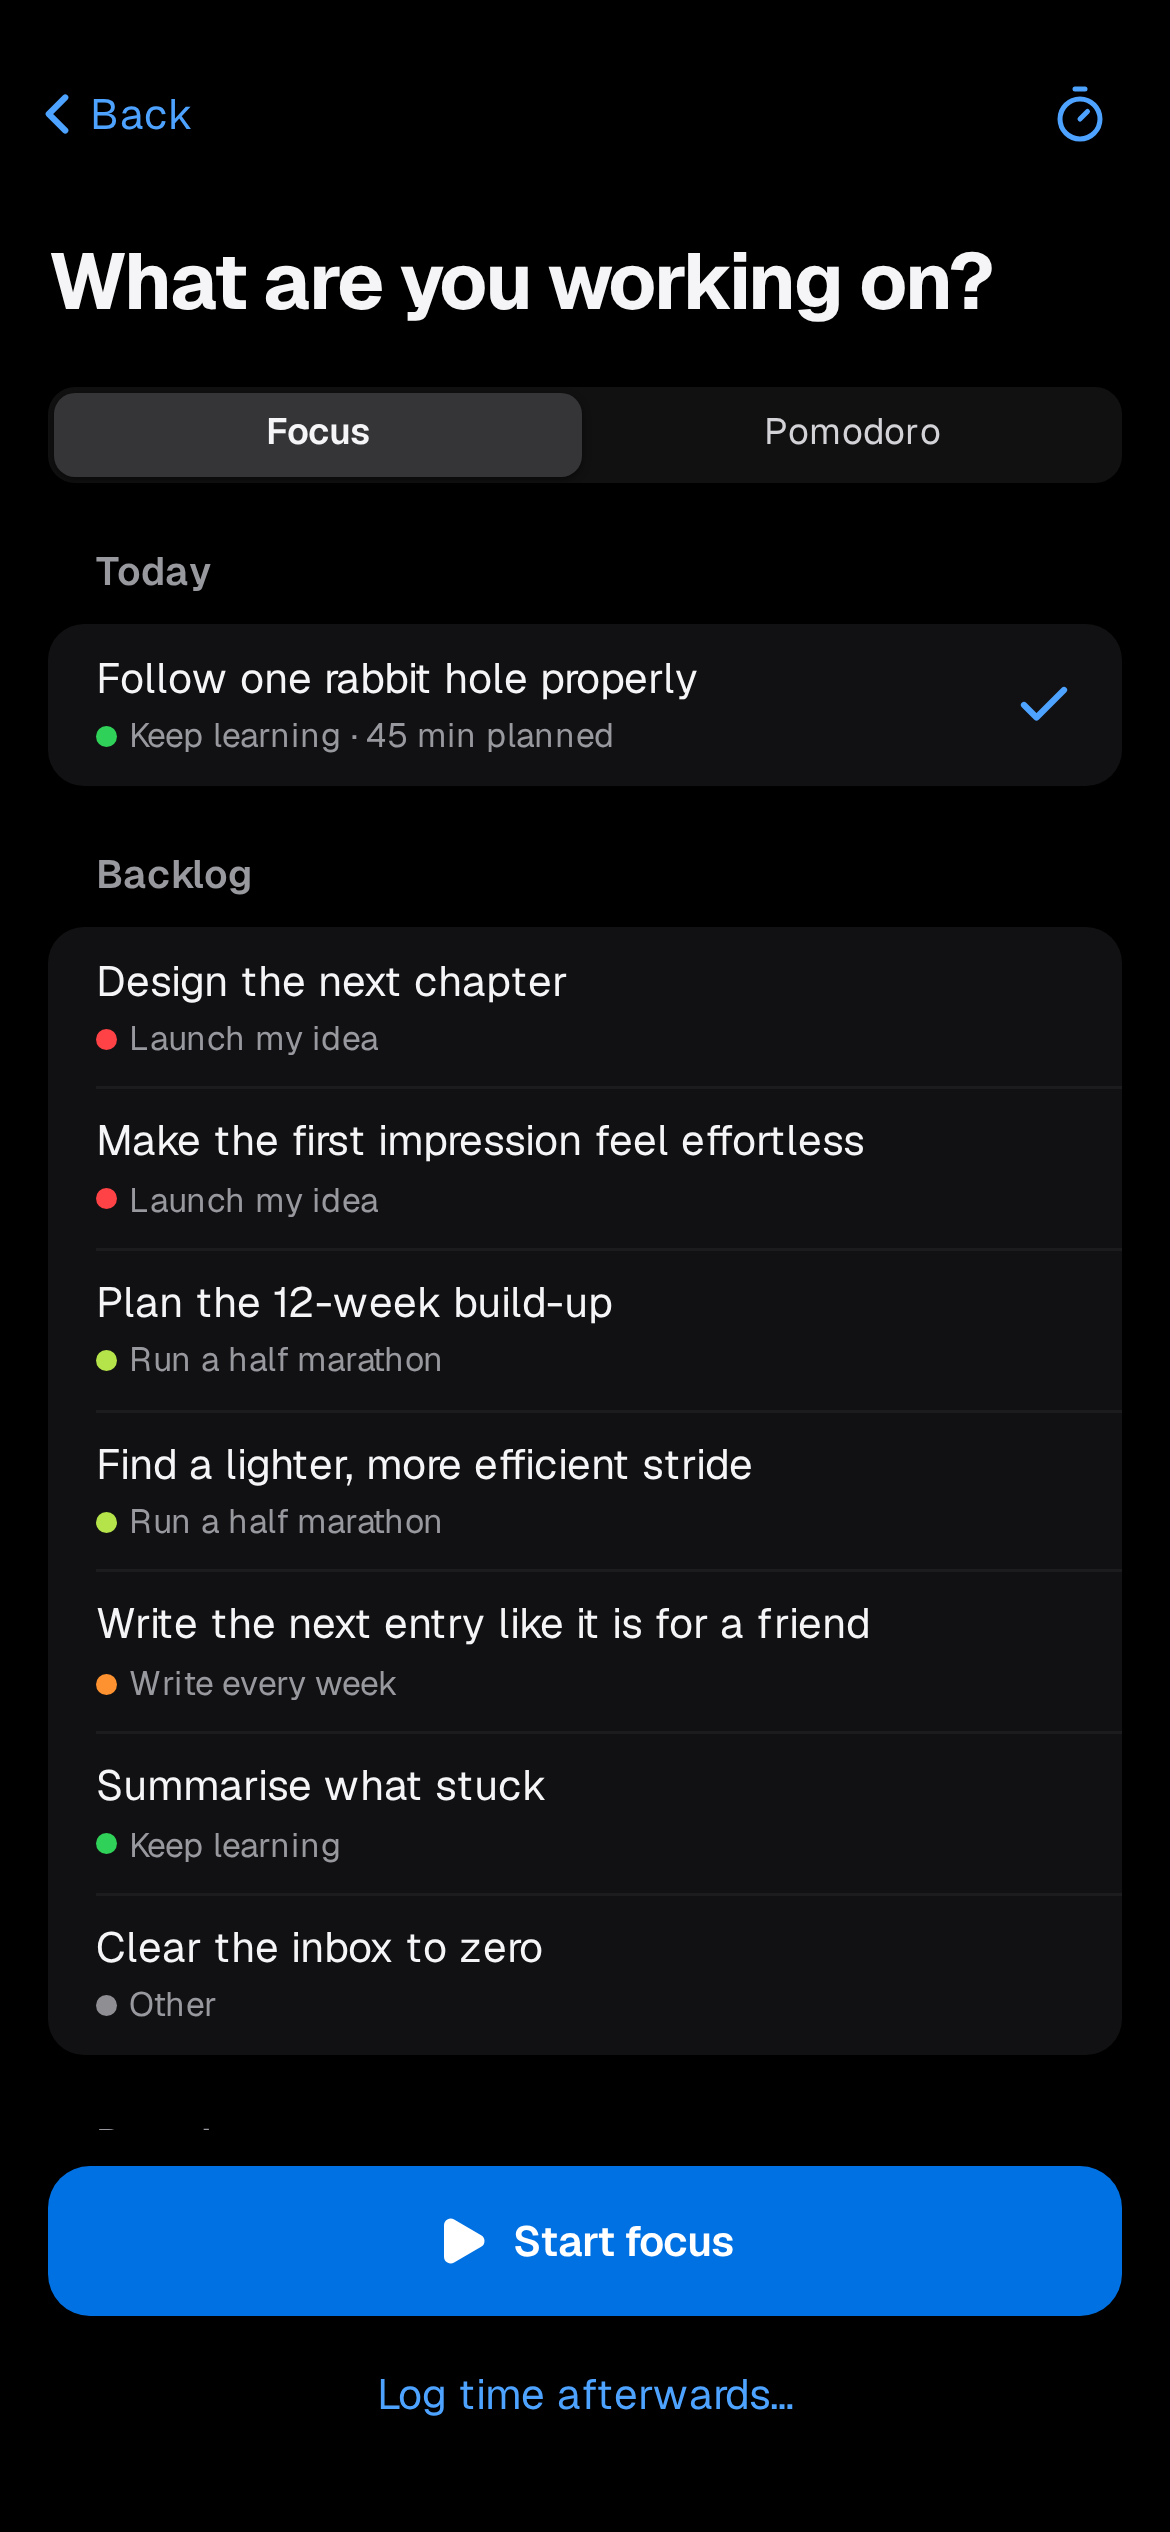 Back
What are you working on?
Focus
Pomodoro
Today
Follow one rabbit hole properly
Keep learning · 45 min planned
Backlog
Design the next chapter
Launch my idea
Make the first impression feel effortless
Launch my idea
Plan the 12-week build-up
Run a half marathon
Find a lighter, more efficient stride
Run a half marathon
Write the next entry like it is for a friend
Write every week
Summarise what stuck
Keep learning
Clear the inbox to zero
Other
Start focus
Log time afterwards…